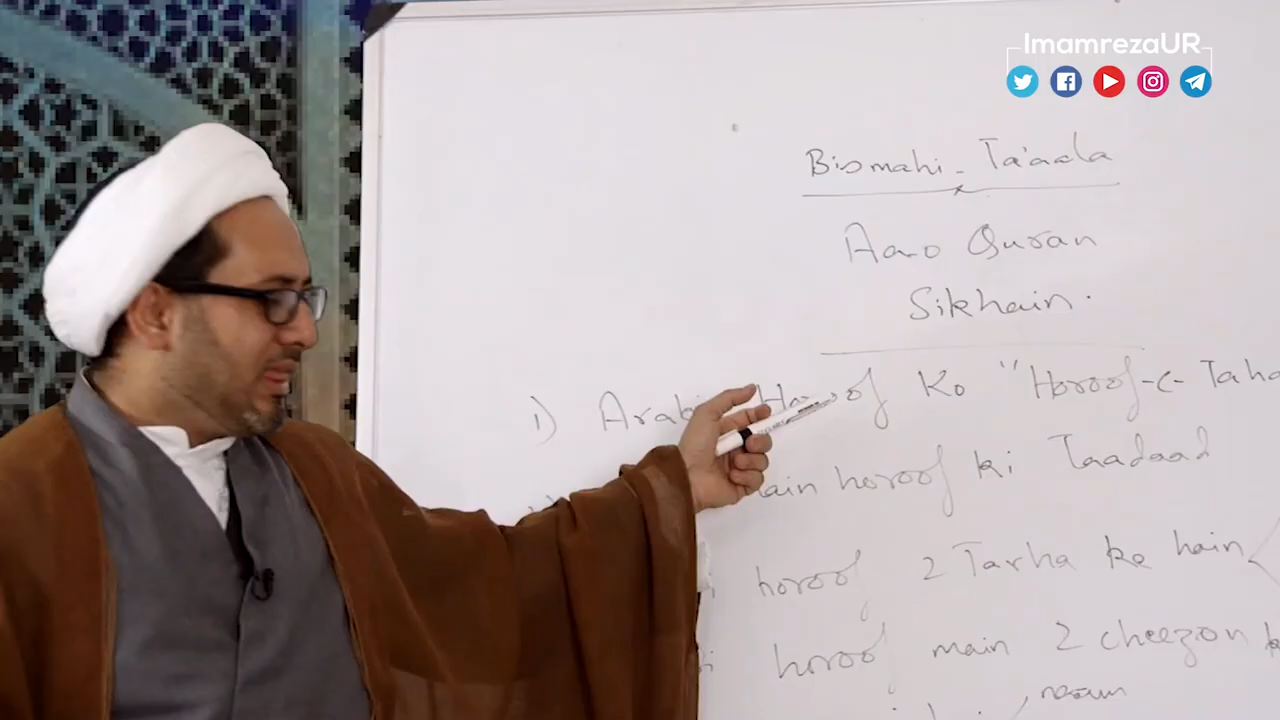 ImamrezaUR
Bismahi - Ta'aala
Aao Quran
Sikhain.
1) Arabi Horoof Ko "Horoof-e-Taha
main horoof ki Taadaad
horoof 2 Tarha ke hain
horoof main 2 cheezon